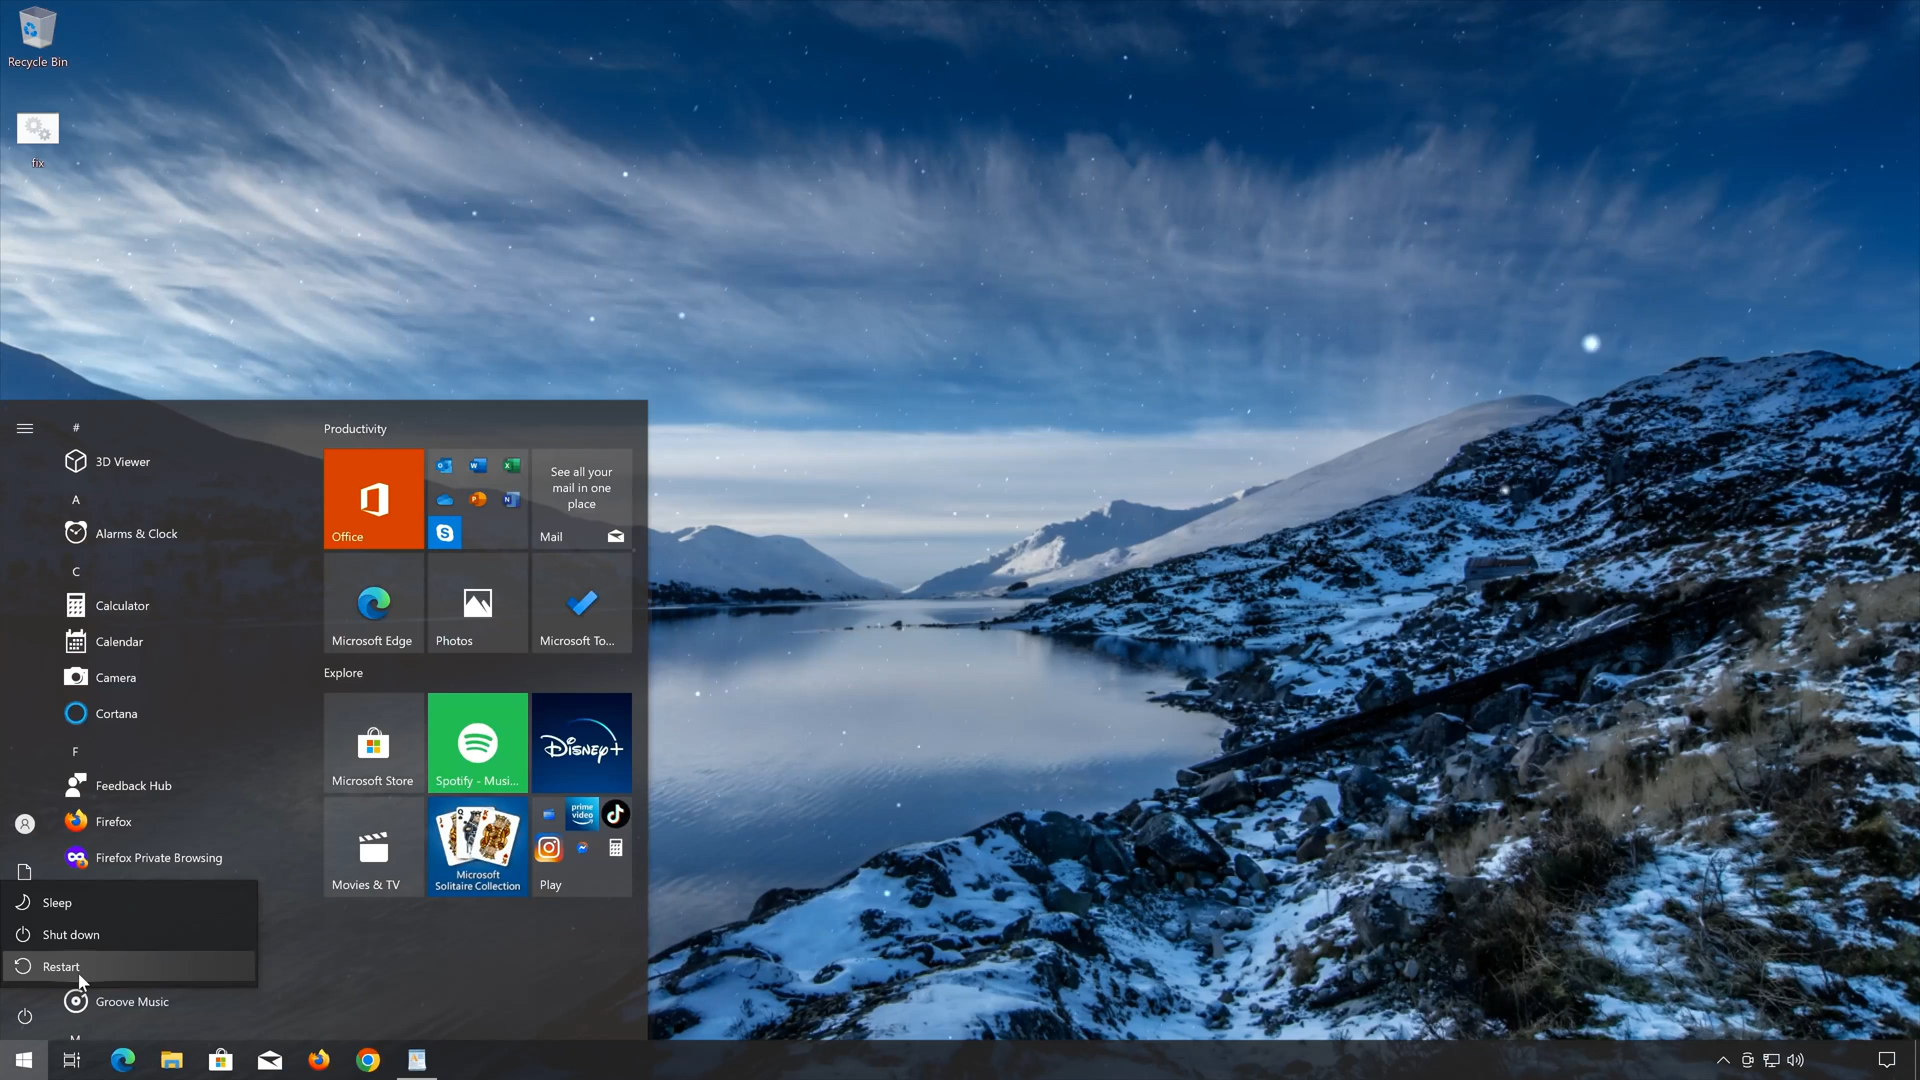 Recycle Bin
fix
#
3D Viewer
A
Alarms & Clock
C
Calculator
Calendar
Camera
Cortana
F
Feedback Hub
Firefox
Firefox Private Browsing
Sleep
Shut down
Restart
Groove Music
M
Productivity
Office
See all your
mail in one
place
Mail
Microsoft Edge
Photos
Microsoft To...
Explore
Microsoft Store
Spotify - Musi...
Disney+
Movies & TV
Microsoft
Solitaire Collection
prime
video
Play